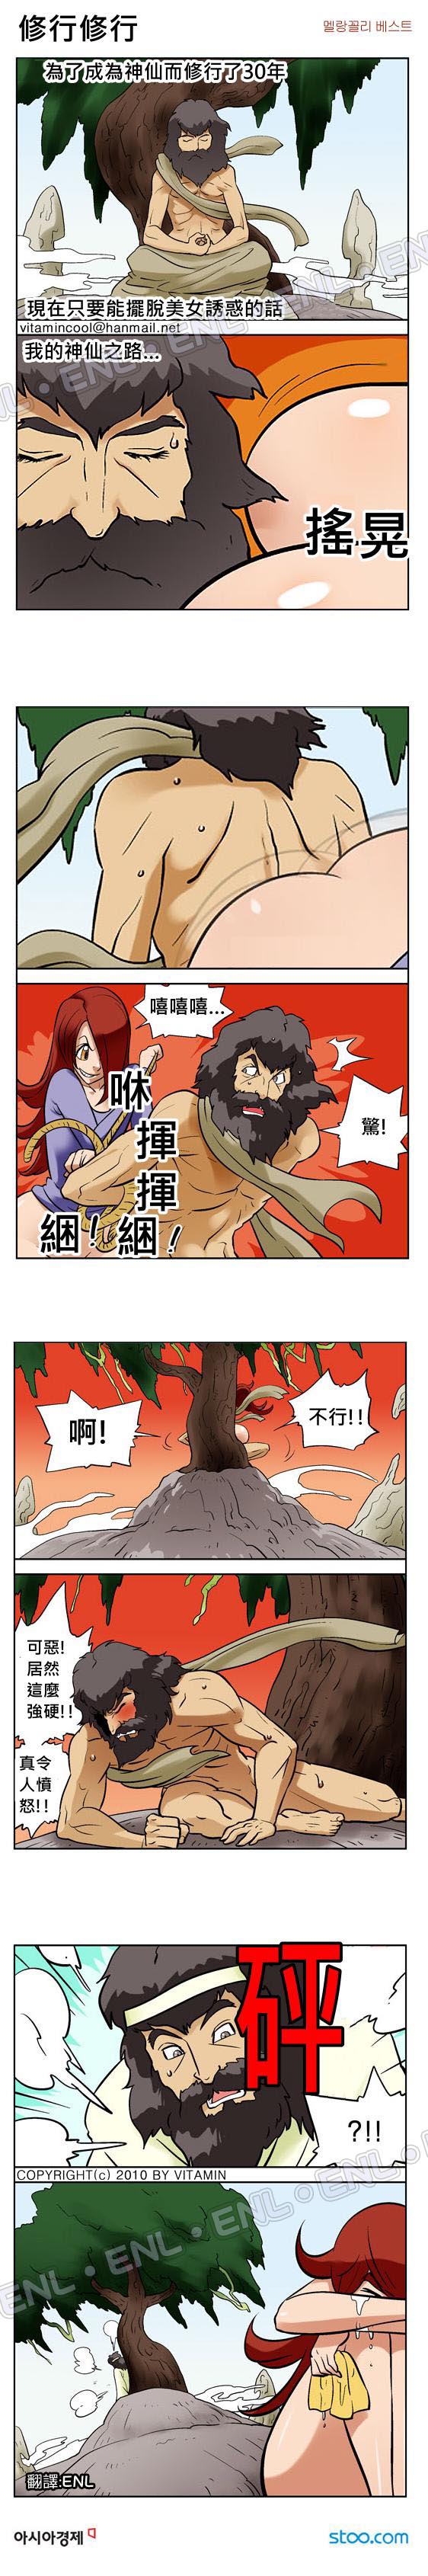 修行修行
멜랑꼴리 베스트
為了成為神仙而修行了30年
現在只要能擺脫美女誘惑的話
vitamincool@hanmail.net
我的神仙之路...
搖晃
嘻嘻嘻...
咻
揮
揮
綑!
綑!
驚!
啊!
不行!!
可惡!
居然
這麼
強硬!!
真令
人憤
怒!!
砰
?!!
COPYRIGHT(c) 2010 BY VITAMIN
ENL • ENL • ENL • ENL
翻譯:ENL
아시아경제
stoo.com